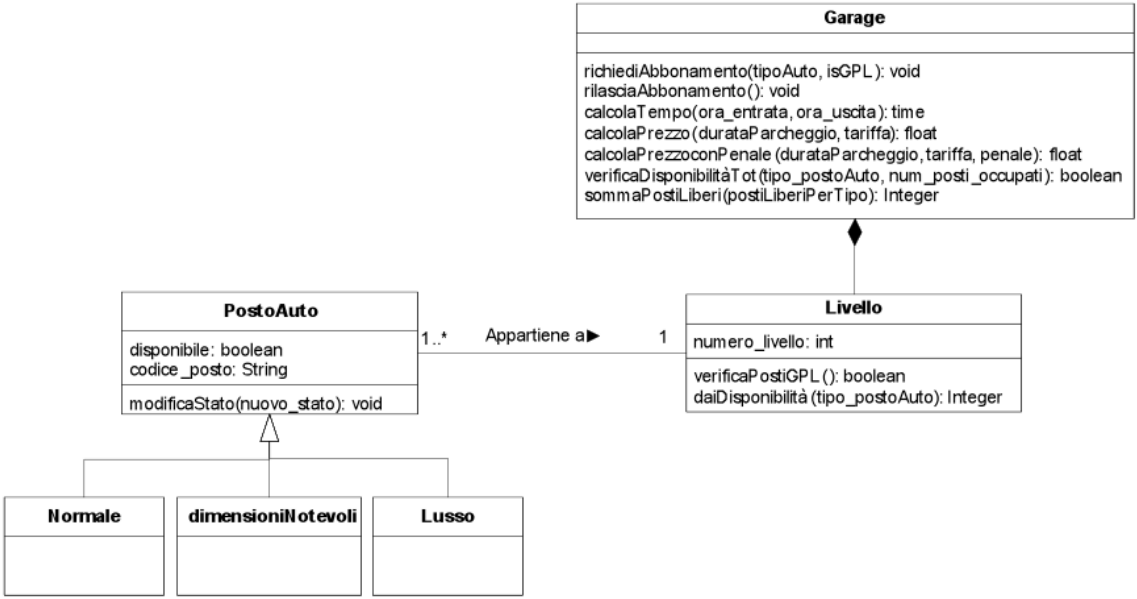 Garage
richiediAbbonamento(tipoAuto, isGPL): void
rilasciaAbbonamento(): void
calcolaTempo(ora_entrata, ora_uscita): time
calcolaPrezzo(durataParcheggio, tariffa): float
calcolaPrezzoconPenale(durataParcheggio, tariffa, penale): float
verificaDisponibilitàTot(tipo_postoAuto, num_posti_occupati): boolean
sommaPostiLiberi(postiLiberiPerTipo): Integer
PostoAuto
disponibile: boolean
codice_posto: String
modificaStato(nuovo_stato): void
1..* Appartiene a▶ 1
Livello
numero_livello: int
verificaPostiGPL(): boolean
daiDisponibilità(tipo_postoAuto): Integer
Normale
dimensioniNotevoli
Lusso